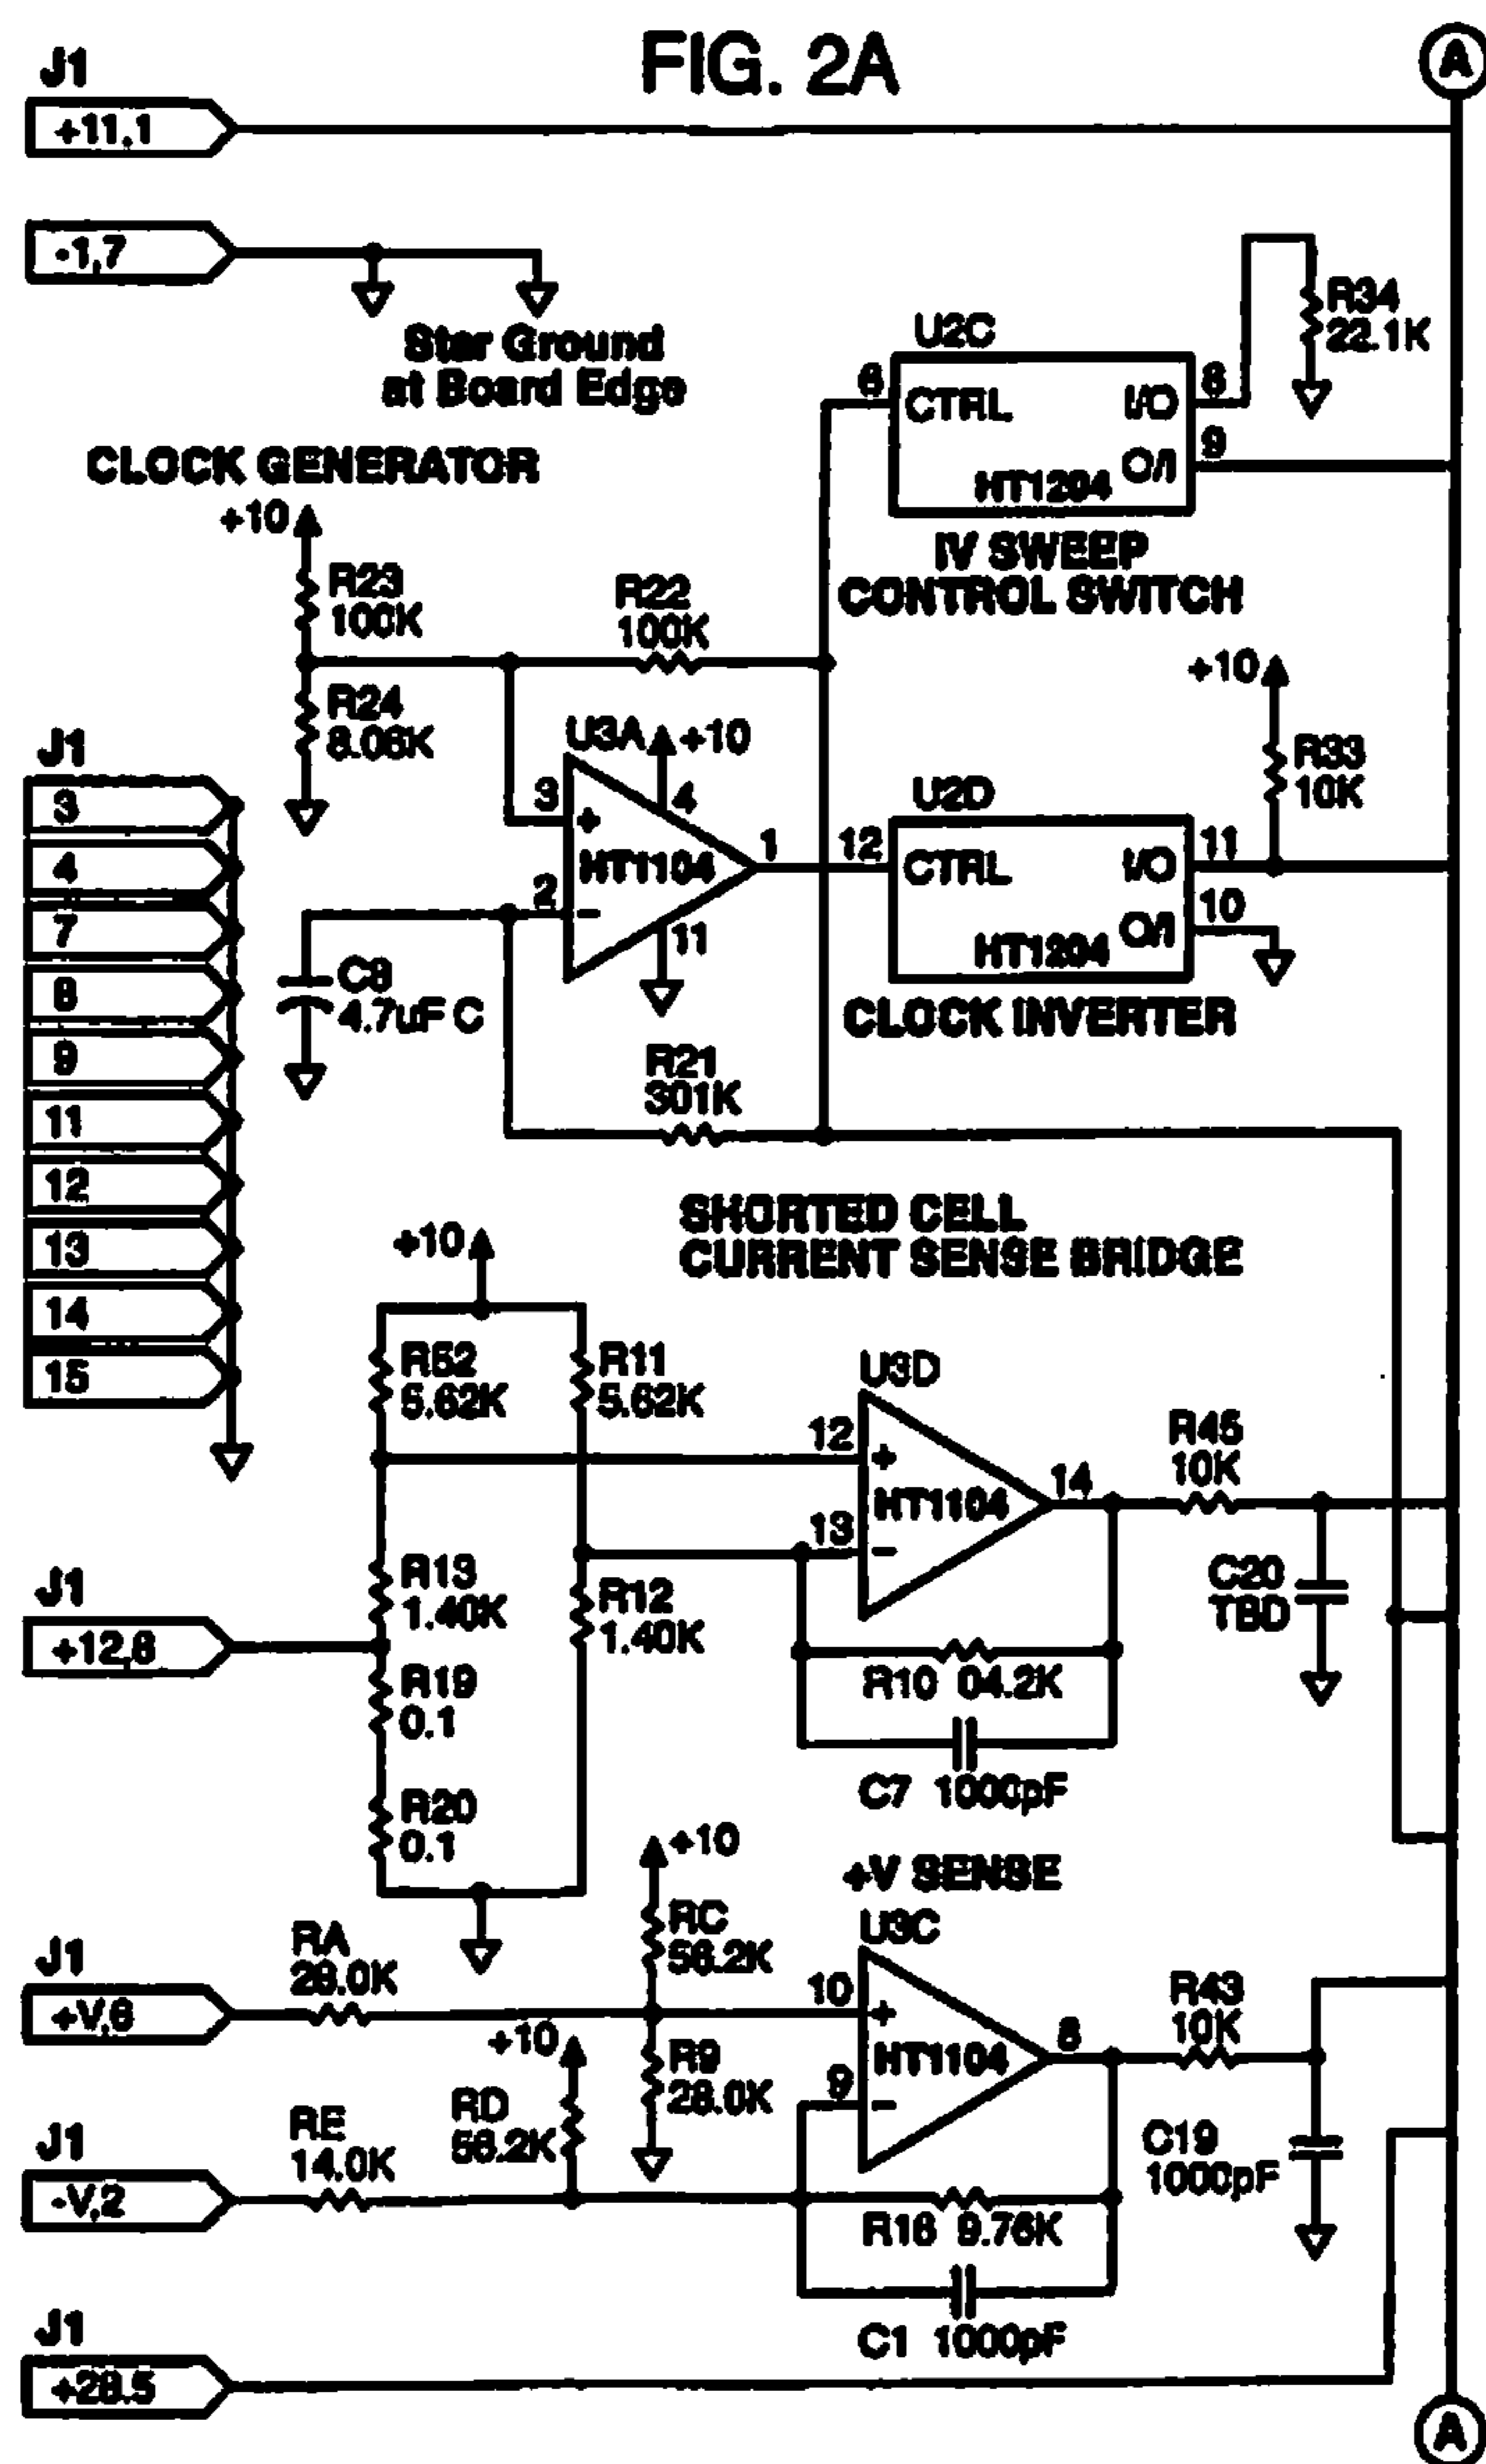 FIG. 2A
A
J1
+11,1
-1,7
Star Ground
at Board Edge
R34
22.1K
U2C
6
CTRL
I/O
8
O/I
9
HT1204
IV SWEEP
CONTROL SWITCH
CLOCK GENERATOR
+10
R23
100K
R22
100K
R24
8.06K
U3A
+10
3
+
4
HT1104
1
2
-
11
C8
4.7uF C
R21
301K
+10
R33
10K
U2D
12
CTRL
I/O
11
O/I
10
HT1204
CLOCK INVERTER
J1
3
4
7
8
9
11
12
13
14
15
SHORTED CELL
CURRENT SENSE BRIDGE
+10
R52
5.62K
R11
5.62K
U3D
12
+
HT1104
14
13
-
R45
10K
C20
TBD
R13
1.40K
R12
1.40K
J1
+12,6
R19
0.1
R10 04.2K
C7 1000pF
R20
0.1
+10
RC
56.2K
+V SENSE
U3C
J1
+V,6
RA
28.0K
10
+
HT1104
8
9
-
R43
10K
+10
R9
28.0K
RD
56.2K
C19
1000pF
J1
-V,2
RE
14.0K
R16 9.76K
C1 1000pF
J1
+28.5
A